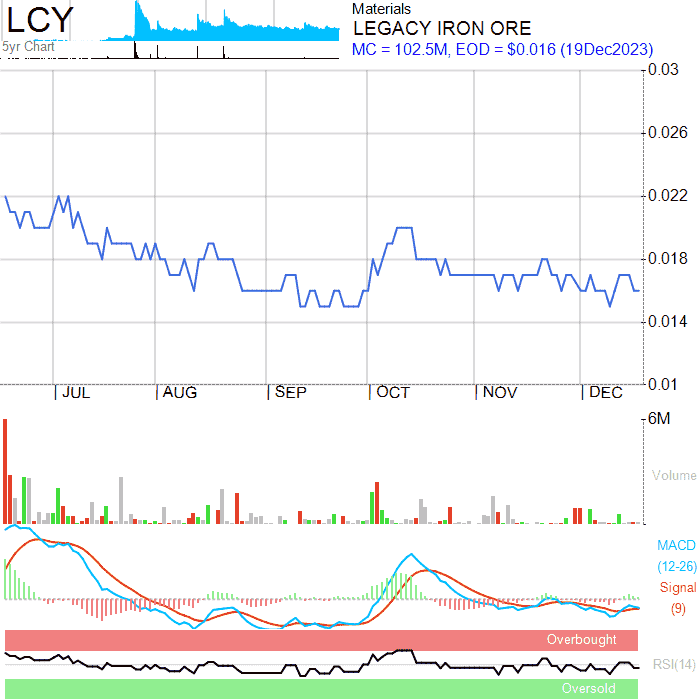 LCY
5yr Chart
Materials
LEGACY IRON ORE
MC = 102.5M, EOD = $0.016 (19Dec2023)
0.03
0.026
0.022
0.018
0.014
0.01
JUL AUG SEP OCT NOV DEC
6M
Volume
MACD
(12-26)
Signal
(9)
Overbought
RSI(14)
Oversold